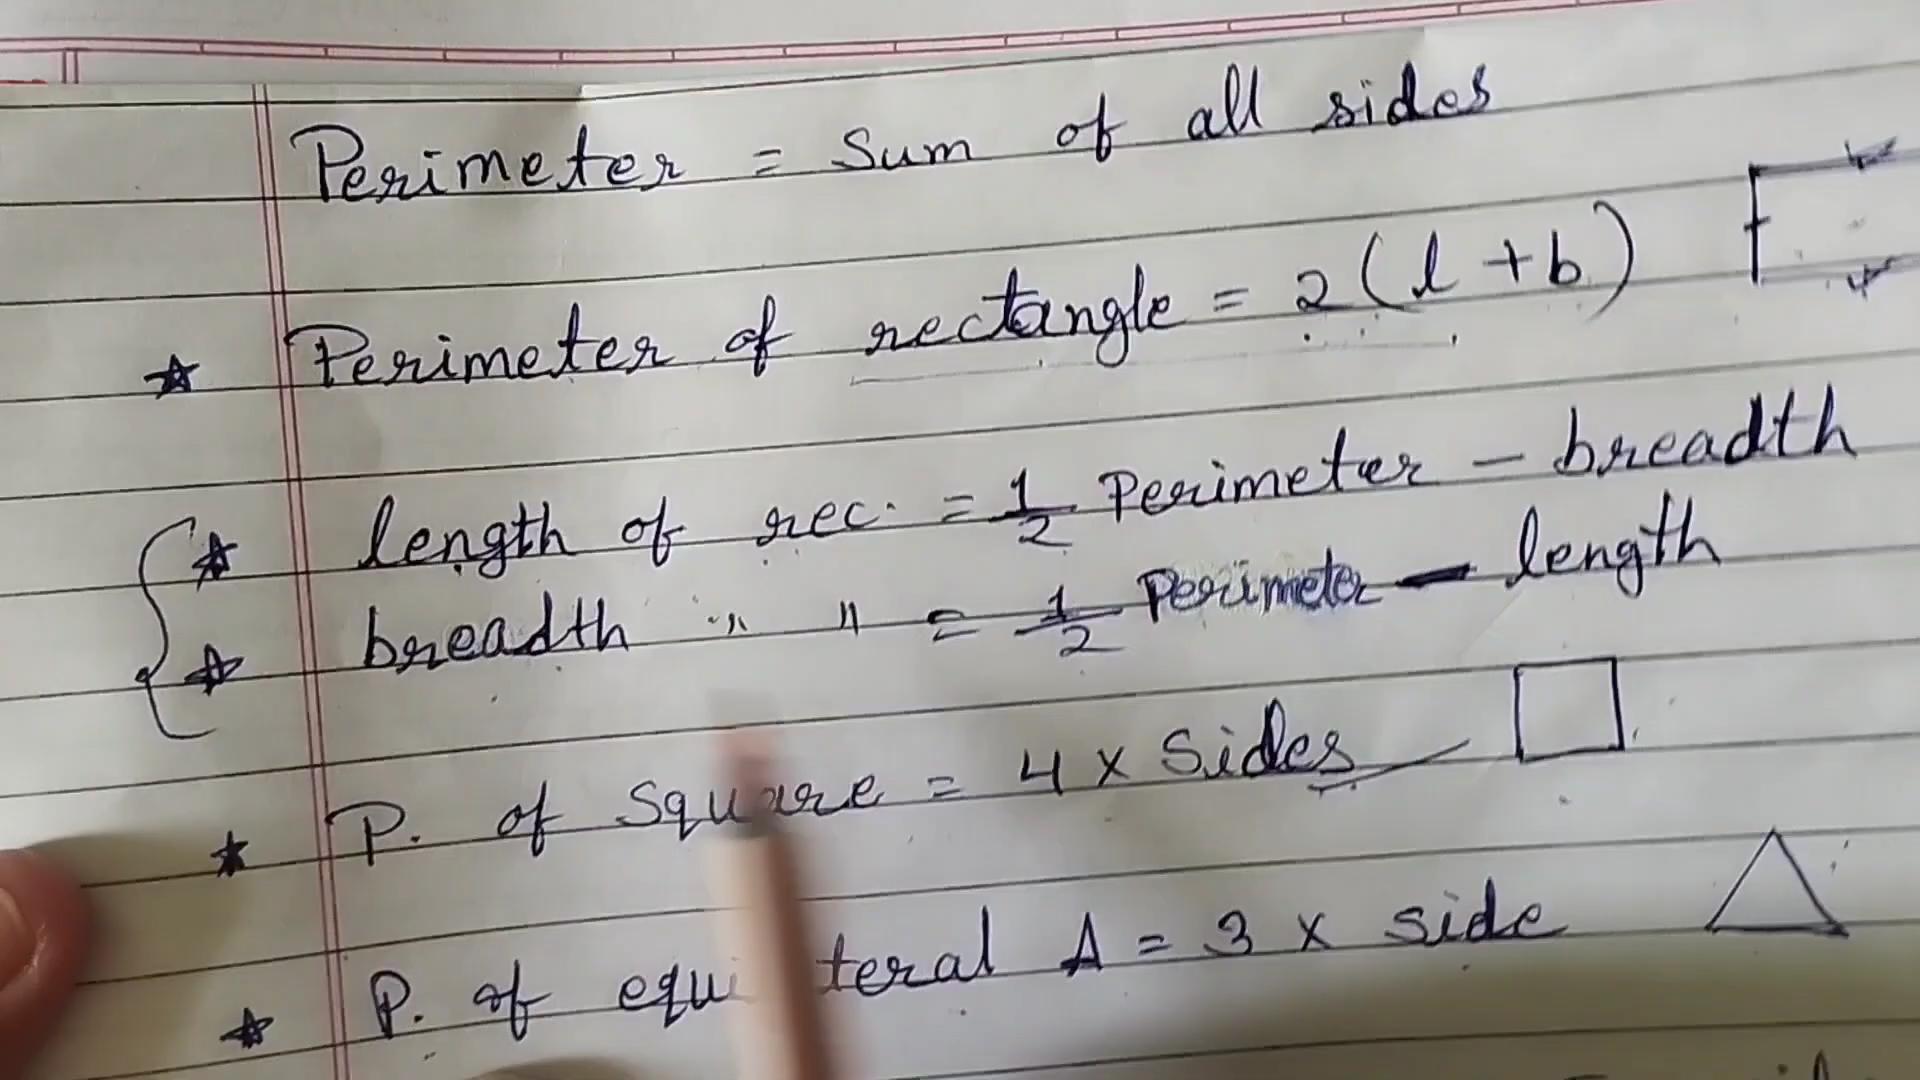 Perimeter = Sum of all sides
★ Perimeter of rectangle = 2 (l + b)
★ length of rec. = 1/2 Perimeter - breadth
★ breadth " " = 1/2 Perimeter - length
★ P. of Square = 4 x Sides
★ P. of equi teral Δ = 3 x side